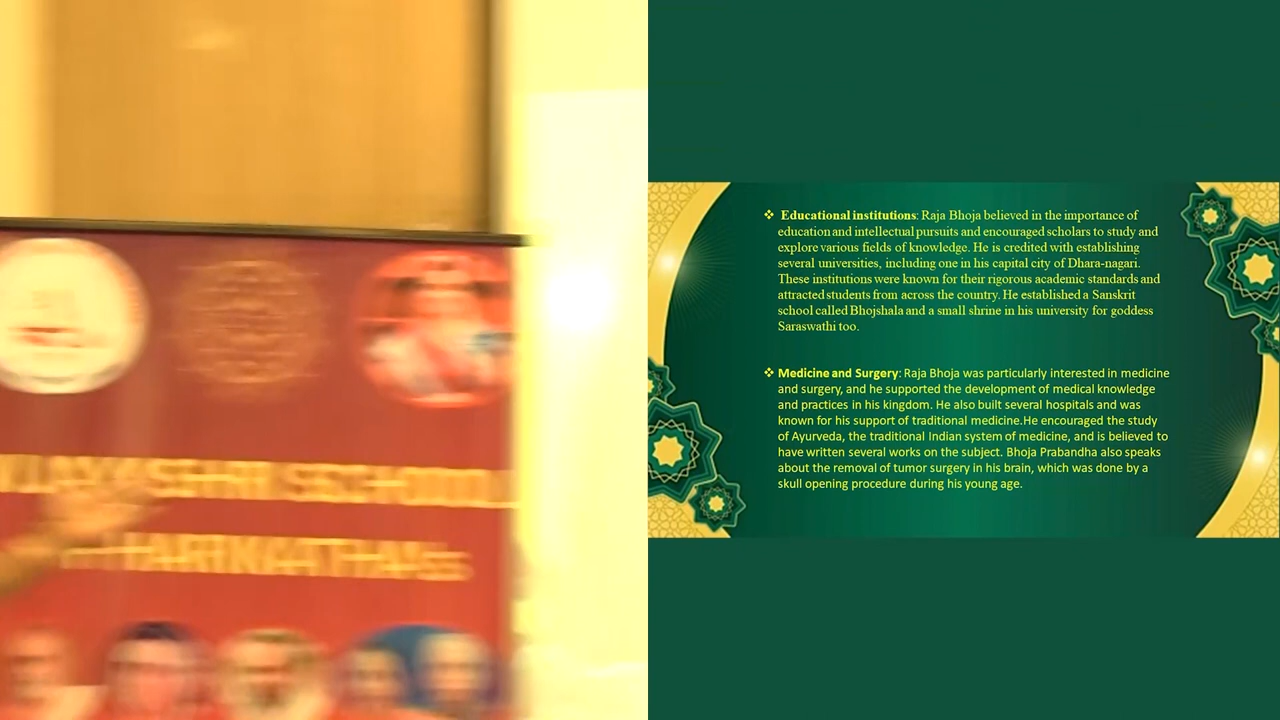 ❖ Educational institutions: Raja Bhoja believed in the importance of
education and intellectual pursuits and encouraged scholars to study and
explore various fields of knowledge. He is credited with establishing
several universities, including one in his capital city of Dhara-nagari.
These institutions were known for their rigorous academic standards and
attracted students from across the country. He established a Sanskrit
school called Bhojshala and a small shrine in his university for goddess
Saraswathi too.
❖ Medicine and Surgery: Raja Bhoja was particularly interested in medicine
and surgery, and he supported the development of medical knowledge
and practices in his kingdom. He also built several hospitals and was
known for his support of traditional medicine.He encouraged the study
of Ayurveda, the traditional Indian system of medicine, and is believed to
have written several works on the subject. Bhoja Prabandha also speaks
about the removal of tumor surgery in his brain, which was done by a
skull opening procedure during his young age.